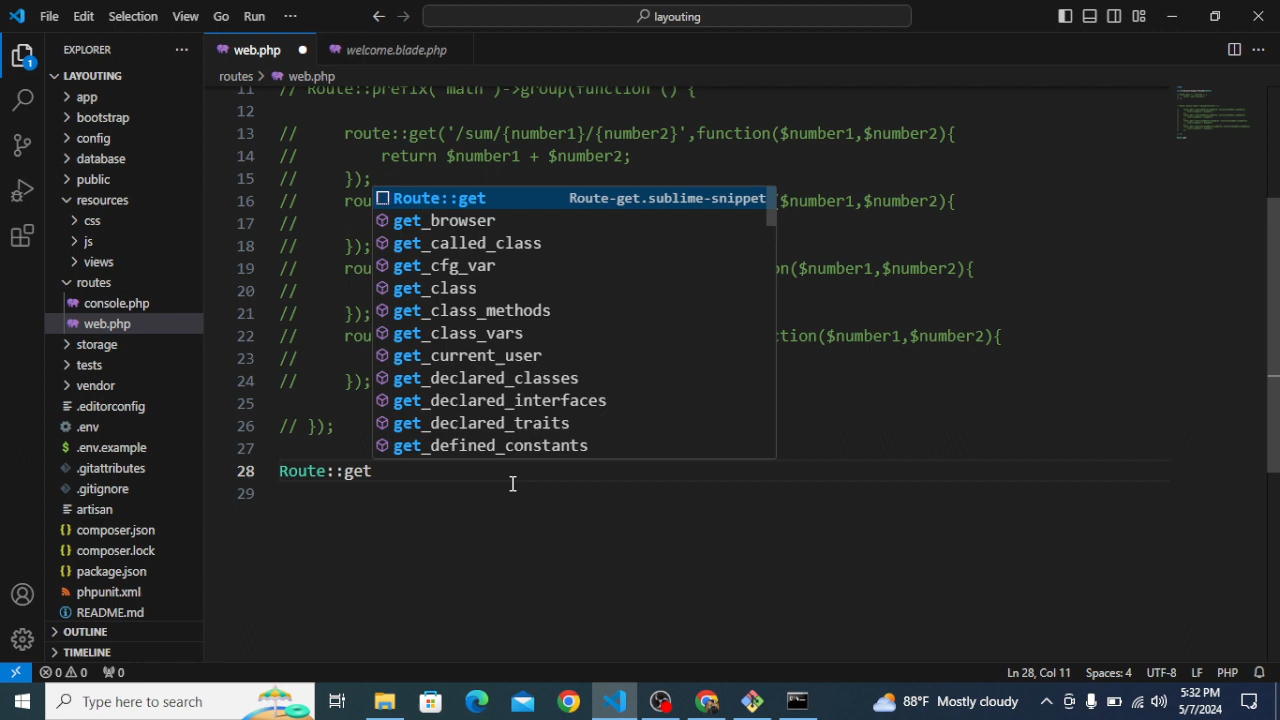 File Edit Selection View Go Run ··· layouting
EXPLORER ···
web.php
welcome.blade.php
LAYOUTING
routes > web.php
app
bootstrap
config
database
public
resources
css
js
views
routes
console.php
web.php
storage
tests
vendor
.editorconfig
.env
.env.example
.gitattributes
.gitignore
artisan
composer.json
composer.lock
package.json
phpunit.xml
README.md
OUTLINE
TIMELINE
1
11 // Route::prefix('math')->group(function () {
12
13 // route::get('/sum/{number1}/{number2}',function($number1,$number2){
14 // return $number1 + $number2;
15 // });
16 // rou $number1,$number2){
17 //
18 // });
19 // rou on($number1,$number2){
20 //
21 // });
22 // rou ction($number1,$number2){
23 //
24 // });
25
26 // });
27
28 Route::get
29
Route::get Route-get.sublime-snippet
get_browser
get_called_class
get_cfg_var
get_class
get_class_methods
get_class_vars
get_current_user
get_declared_classes
get_declared_interfaces
get_declared_traits
get_defined_constants
0 0 0 Ln 28, Col 11 Spaces: 4 UTF-8 LF PHP
Type here to search 88°F Mostly cloudy 5:32 PM
5/7/2024